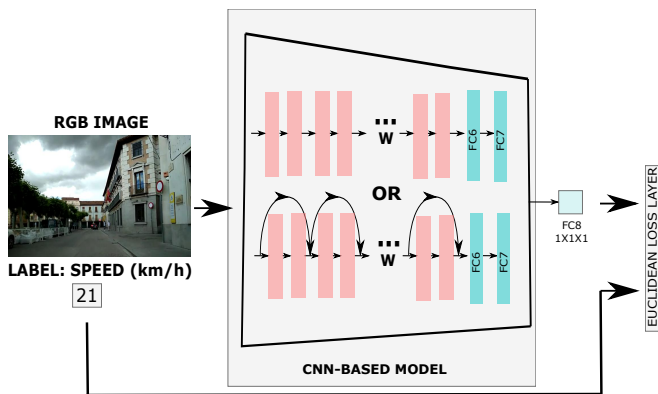 RGB IMAGE
LABEL: SPEED (km/h)
21
...
W
FC6
FC7
OR
...
W
FC6
FC7
CNN-BASED MODEL
FC8
1X1X1
EUCLIDEAN LOSS LAYER